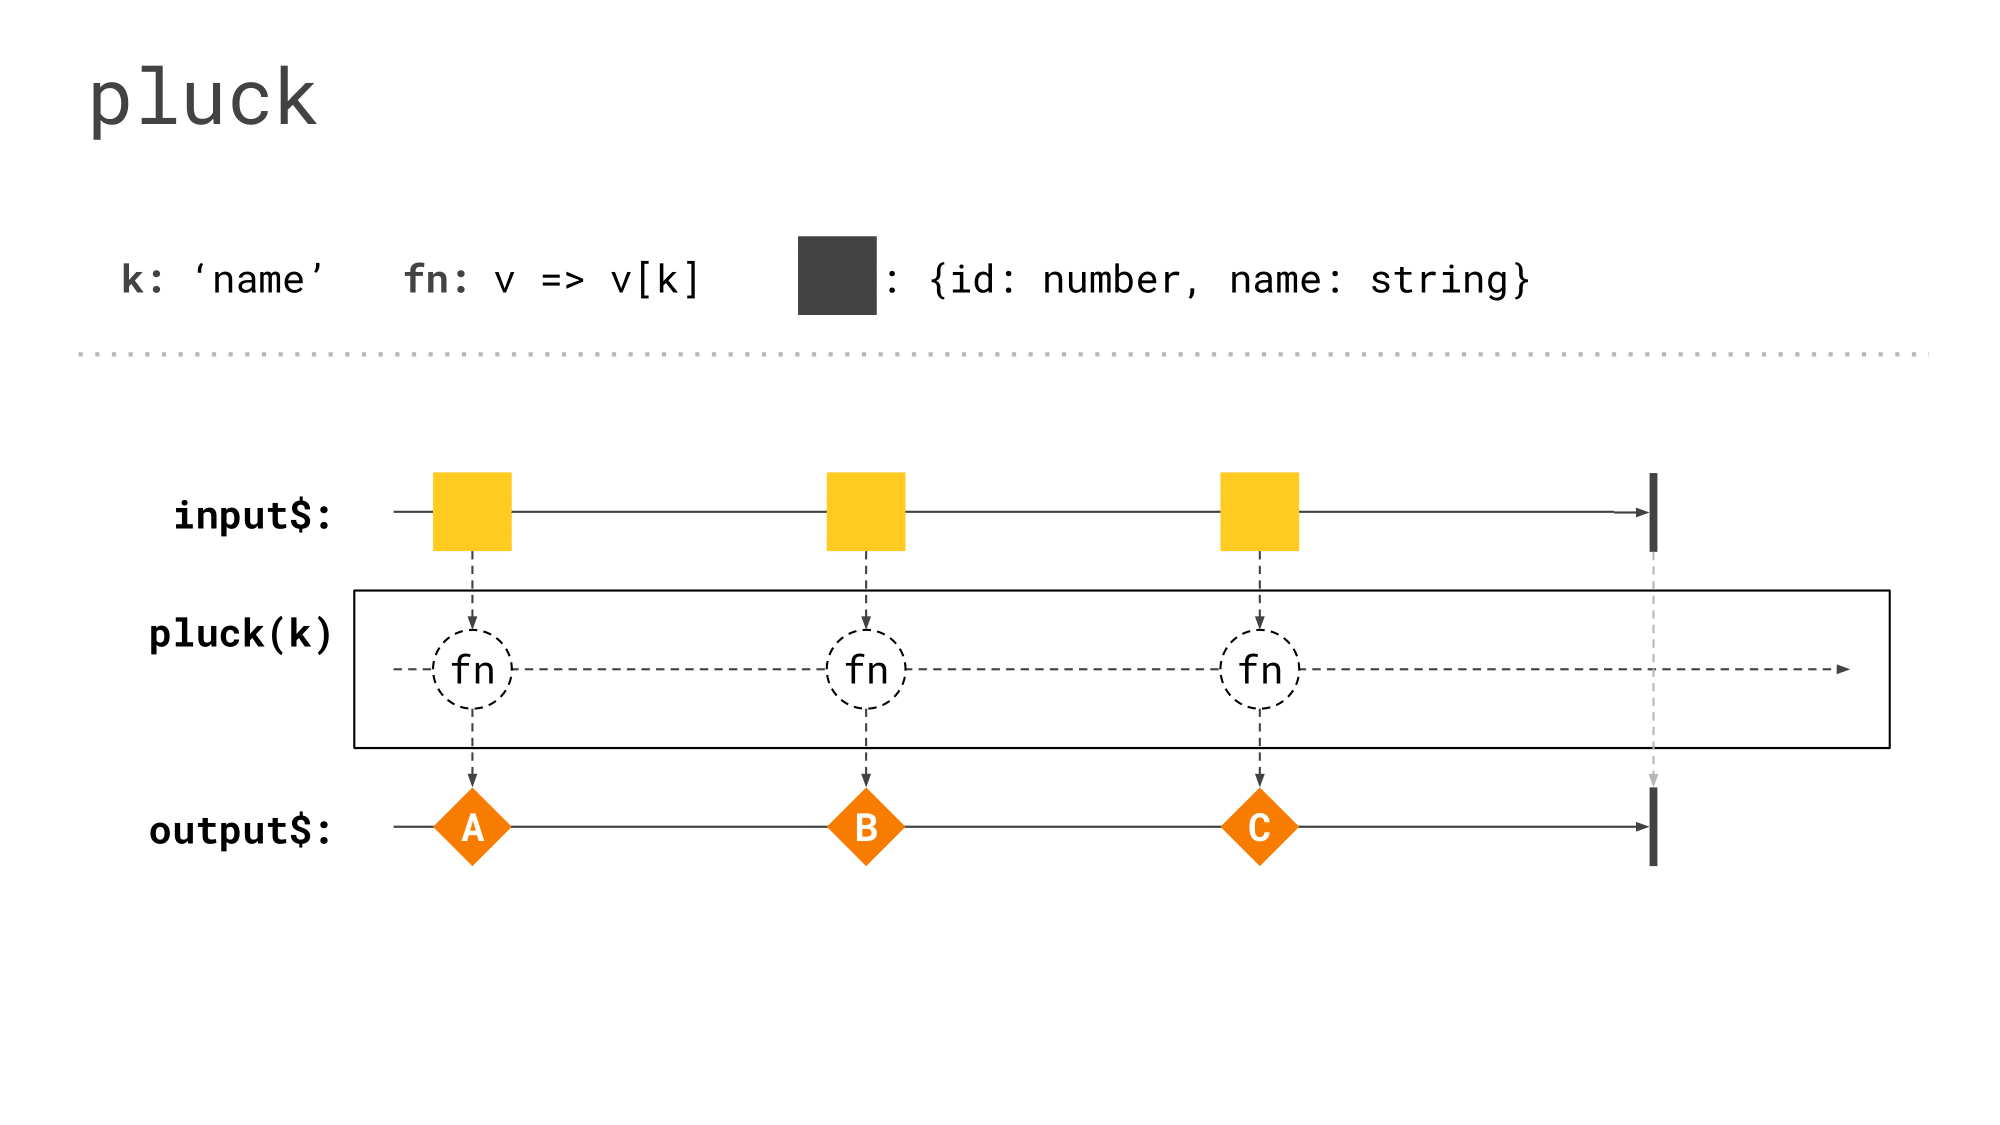 pluck
k: ‘name’ fn: v => v[k] : {id: number, name: string}
input$:
pluck(k)
fn fn fn
output$:
A B C